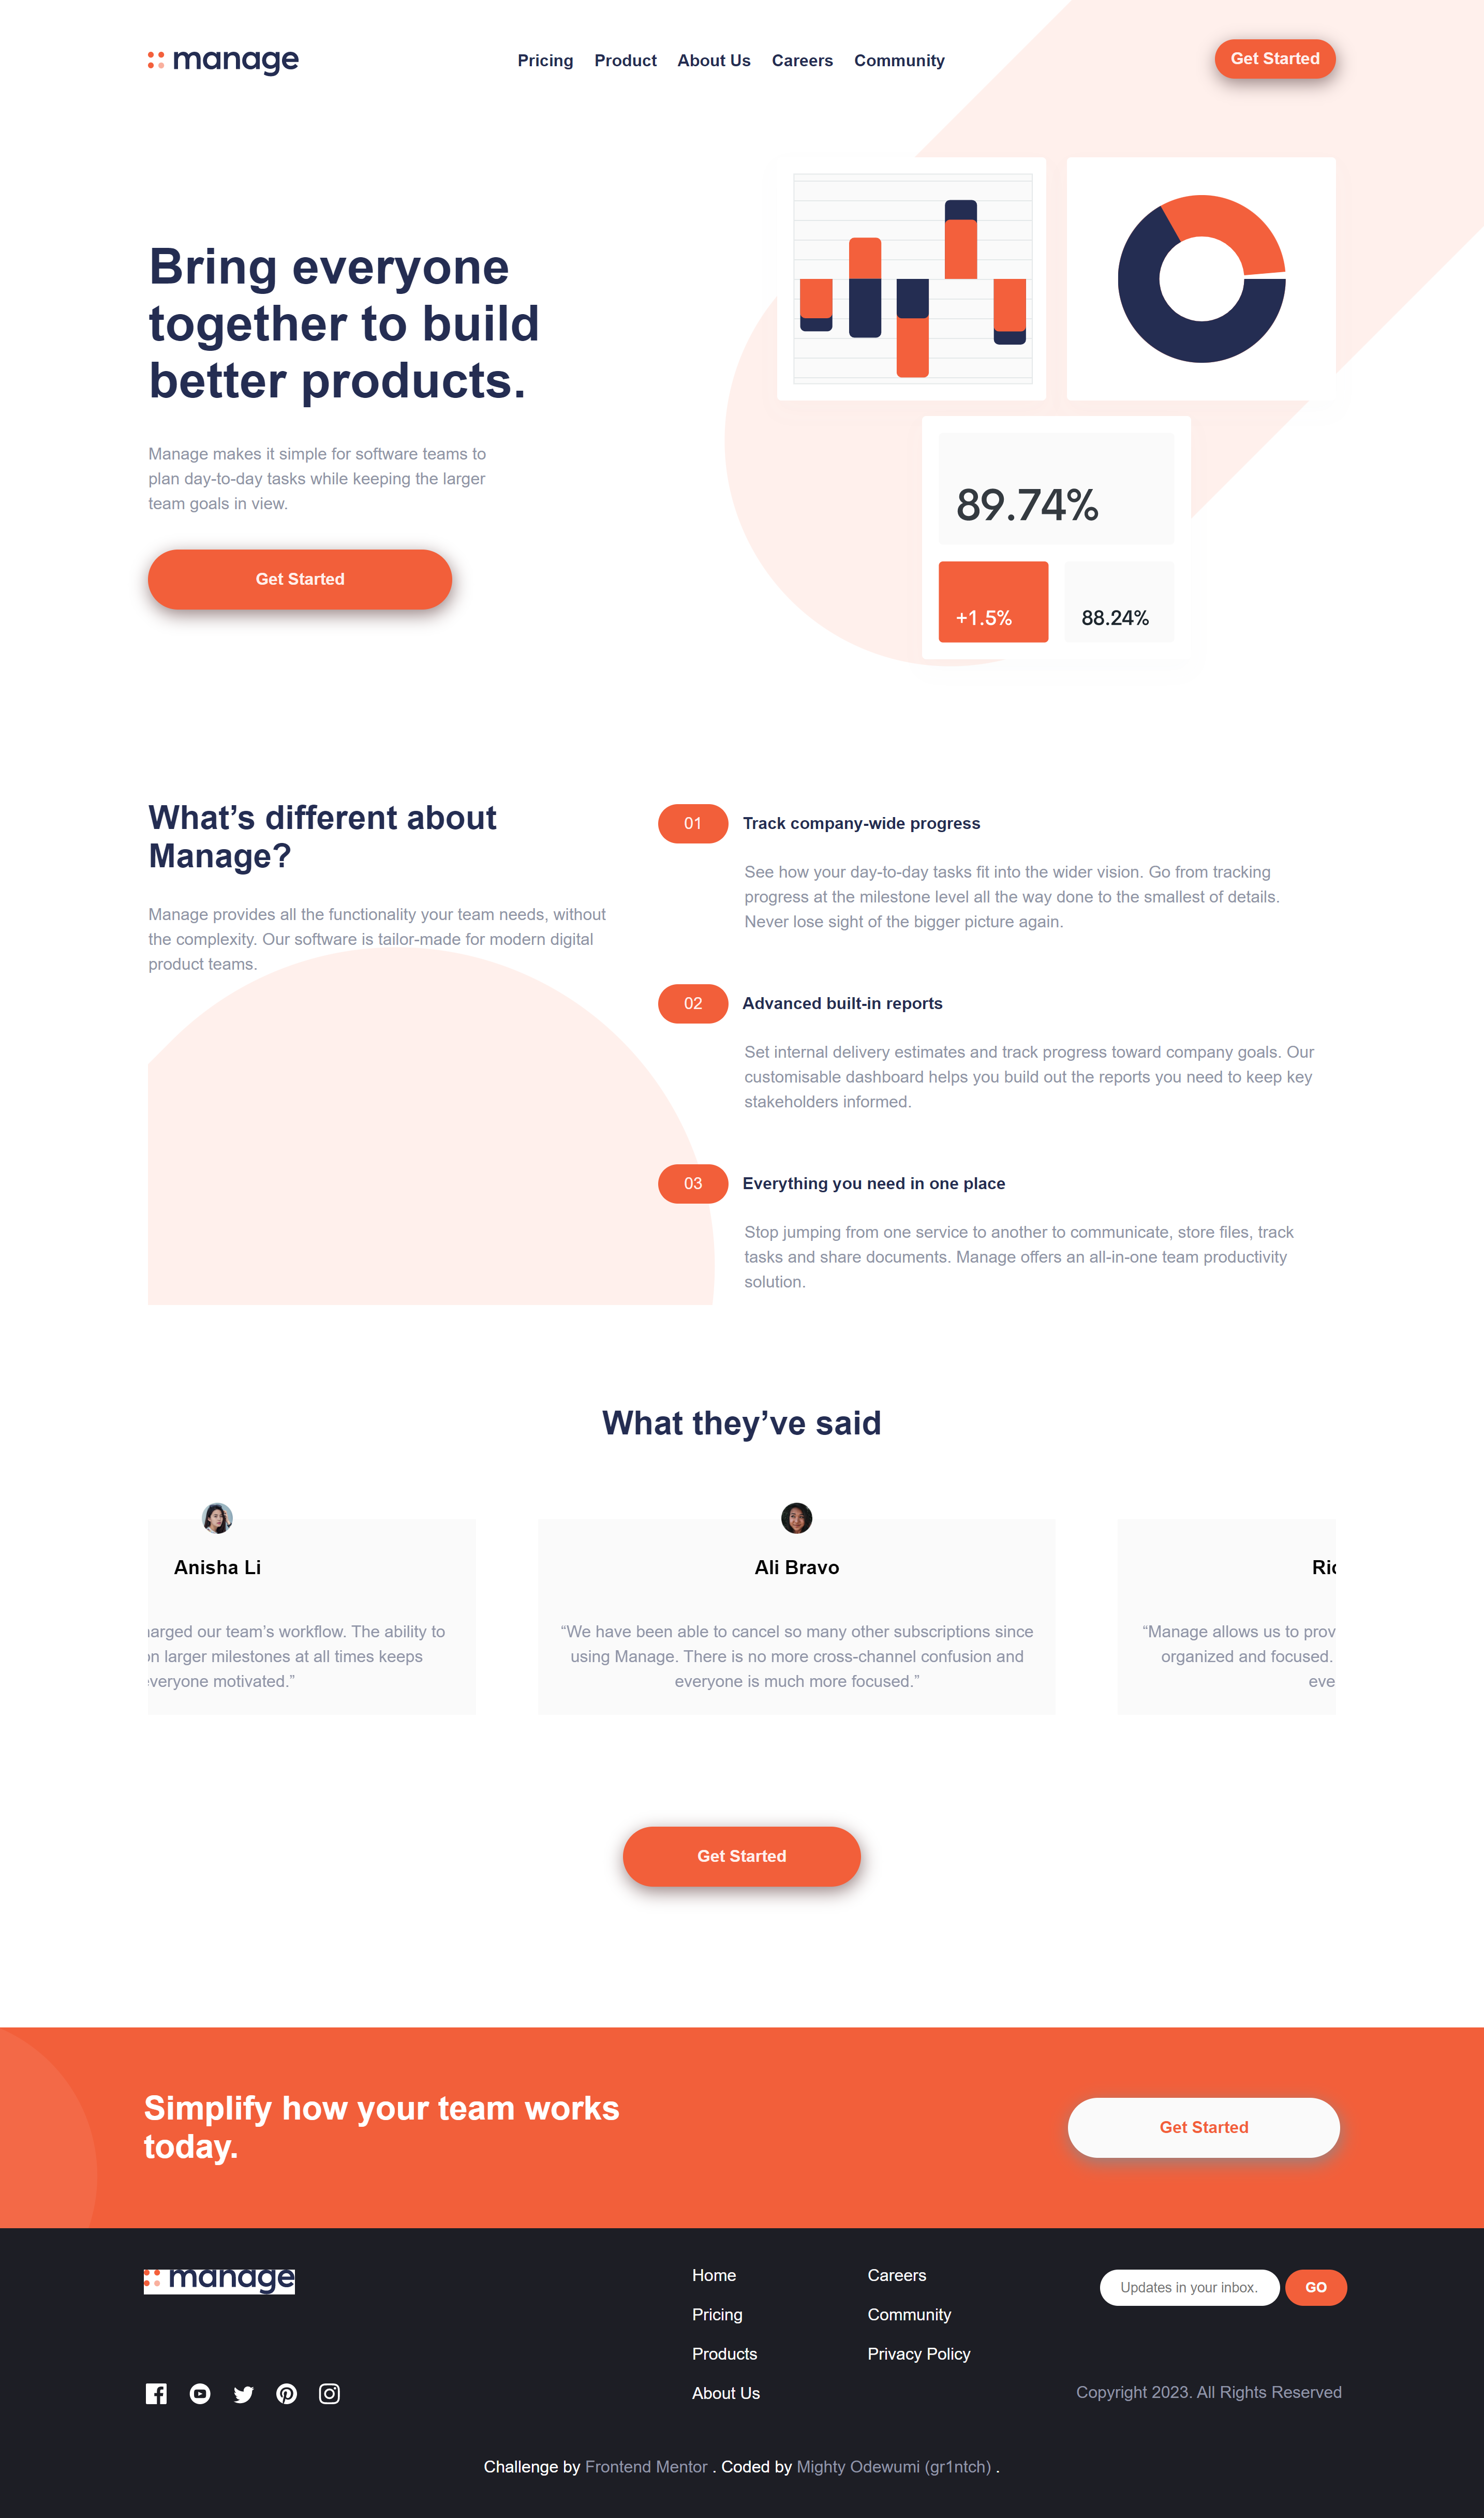 manage
Pricing Product About Us Careers Community
Get Started
Bring everyone
together to build
better products.
Manage makes it simple for software teams to
plan day-to-day tasks while keeping the larger
team goals in view.
Get Started
89.74%
+1.5%
88.24%
What’s different about
Manage?
Manage provides all the functionality your team needs, without
the complexity. Our software is tailor-made for modern digital
product teams.
01 Track company-wide progress
See how your day-to-day tasks fit into the wider vision. Go from tracking
progress at the milestone level all the way done to the smallest of details.
Never lose sight of the bigger picture again.
02 Advanced built-in reports
Set internal delivery estimates and track progress toward company goals. Our
customisable dashboard helps you build out the reports you need to keep key
stakeholders informed.
03 Everything you need in one place
Stop jumping from one service to another to communicate, store files, track
tasks and share documents. Manage offers an all-in-one team productivity
solution.
What they’ve said
Anisha Li
our team’s workflow. The ability to
on larger milestones at all times keeps
everyone motivated.”
Ali Bravo
“We have been able to cancel so many other subscriptions since
using Manage. There is no more cross-channel confusion and
everyone is much more focused.”
“Manage allows us to prov
organized and focused.
eve
Get Started
Simplify how your team works
today.
Get Started
manage
Home
Pricing
Products
About Us
Careers
Community
Privacy Policy
Updates in your inbox.
GO
Copyright 2023. All Rights Reserved
Challenge by Frontend Mentor . Coded by Mighty Odewumi (gr1ntch) .